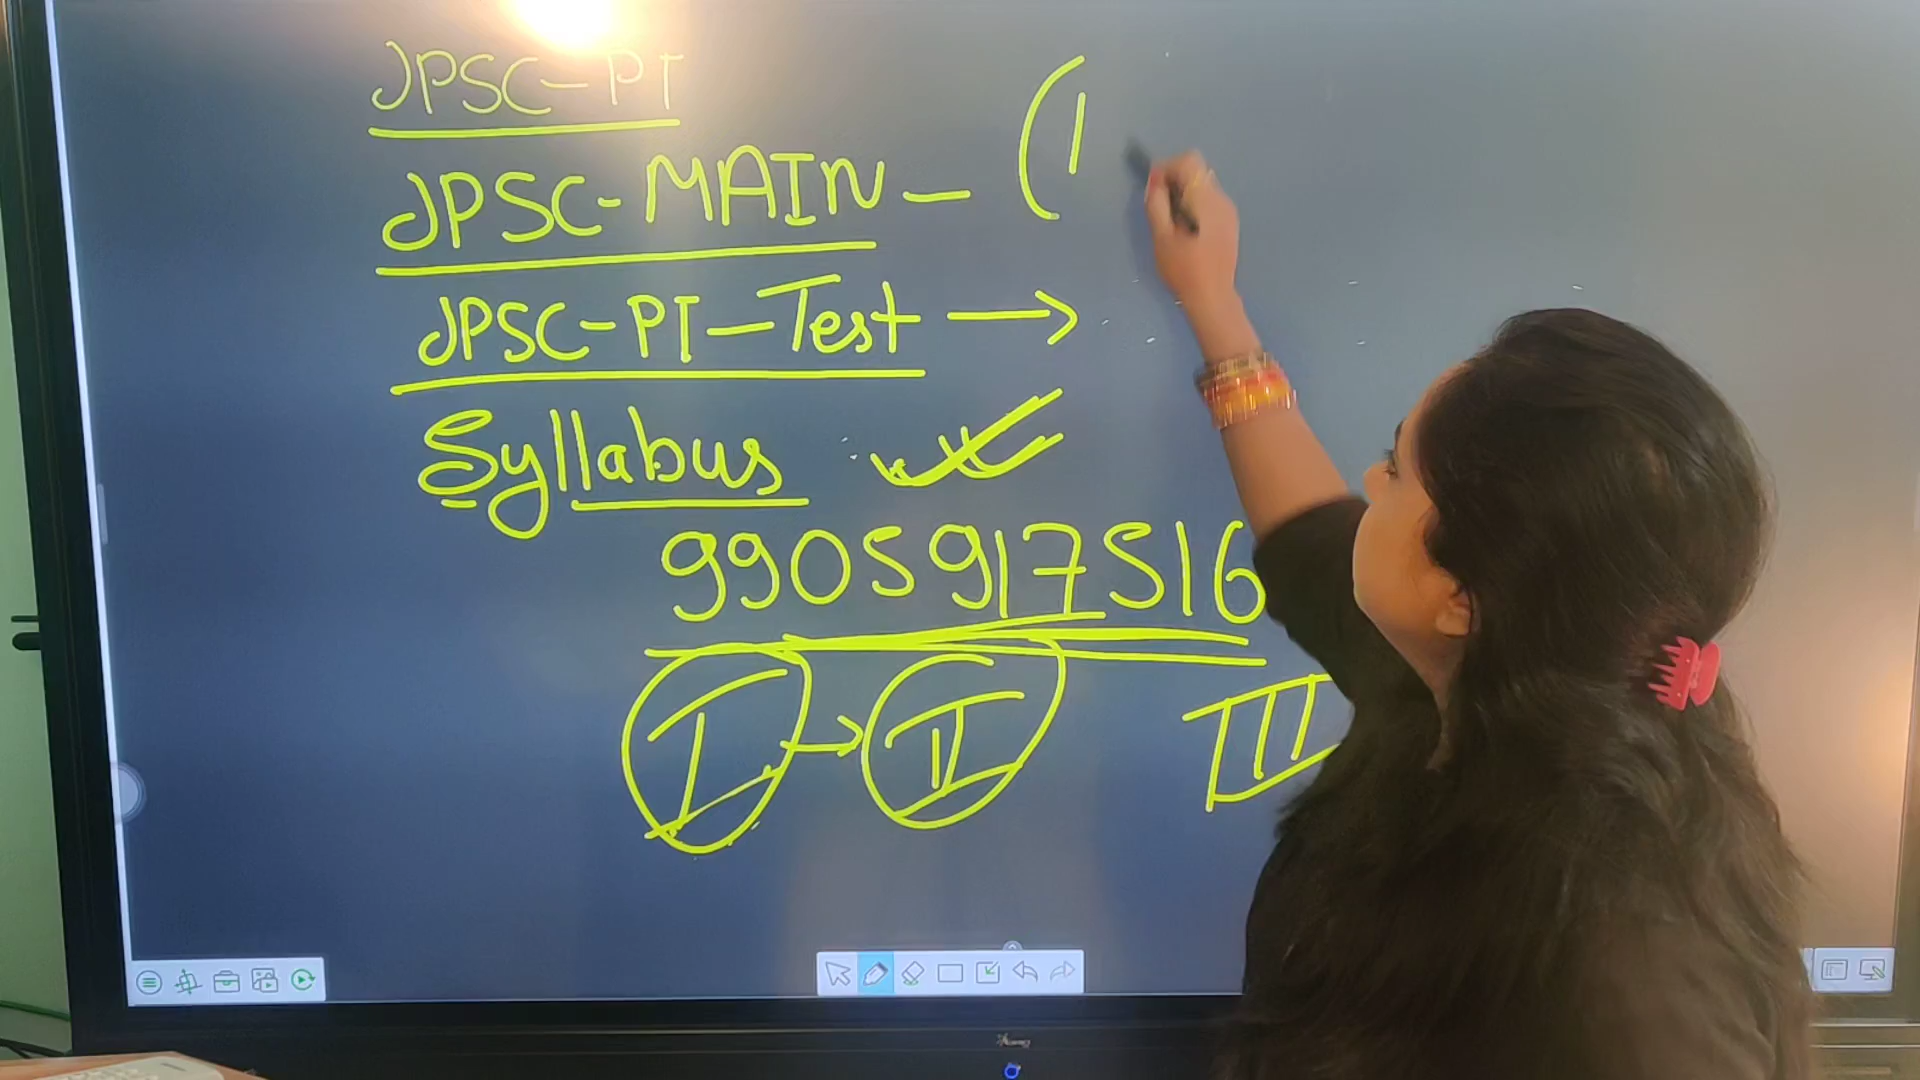 JPSC-PT
JPSC-MAIN - (1
JPSC-PT-Test →
Syllabus
9905917516
I → II III